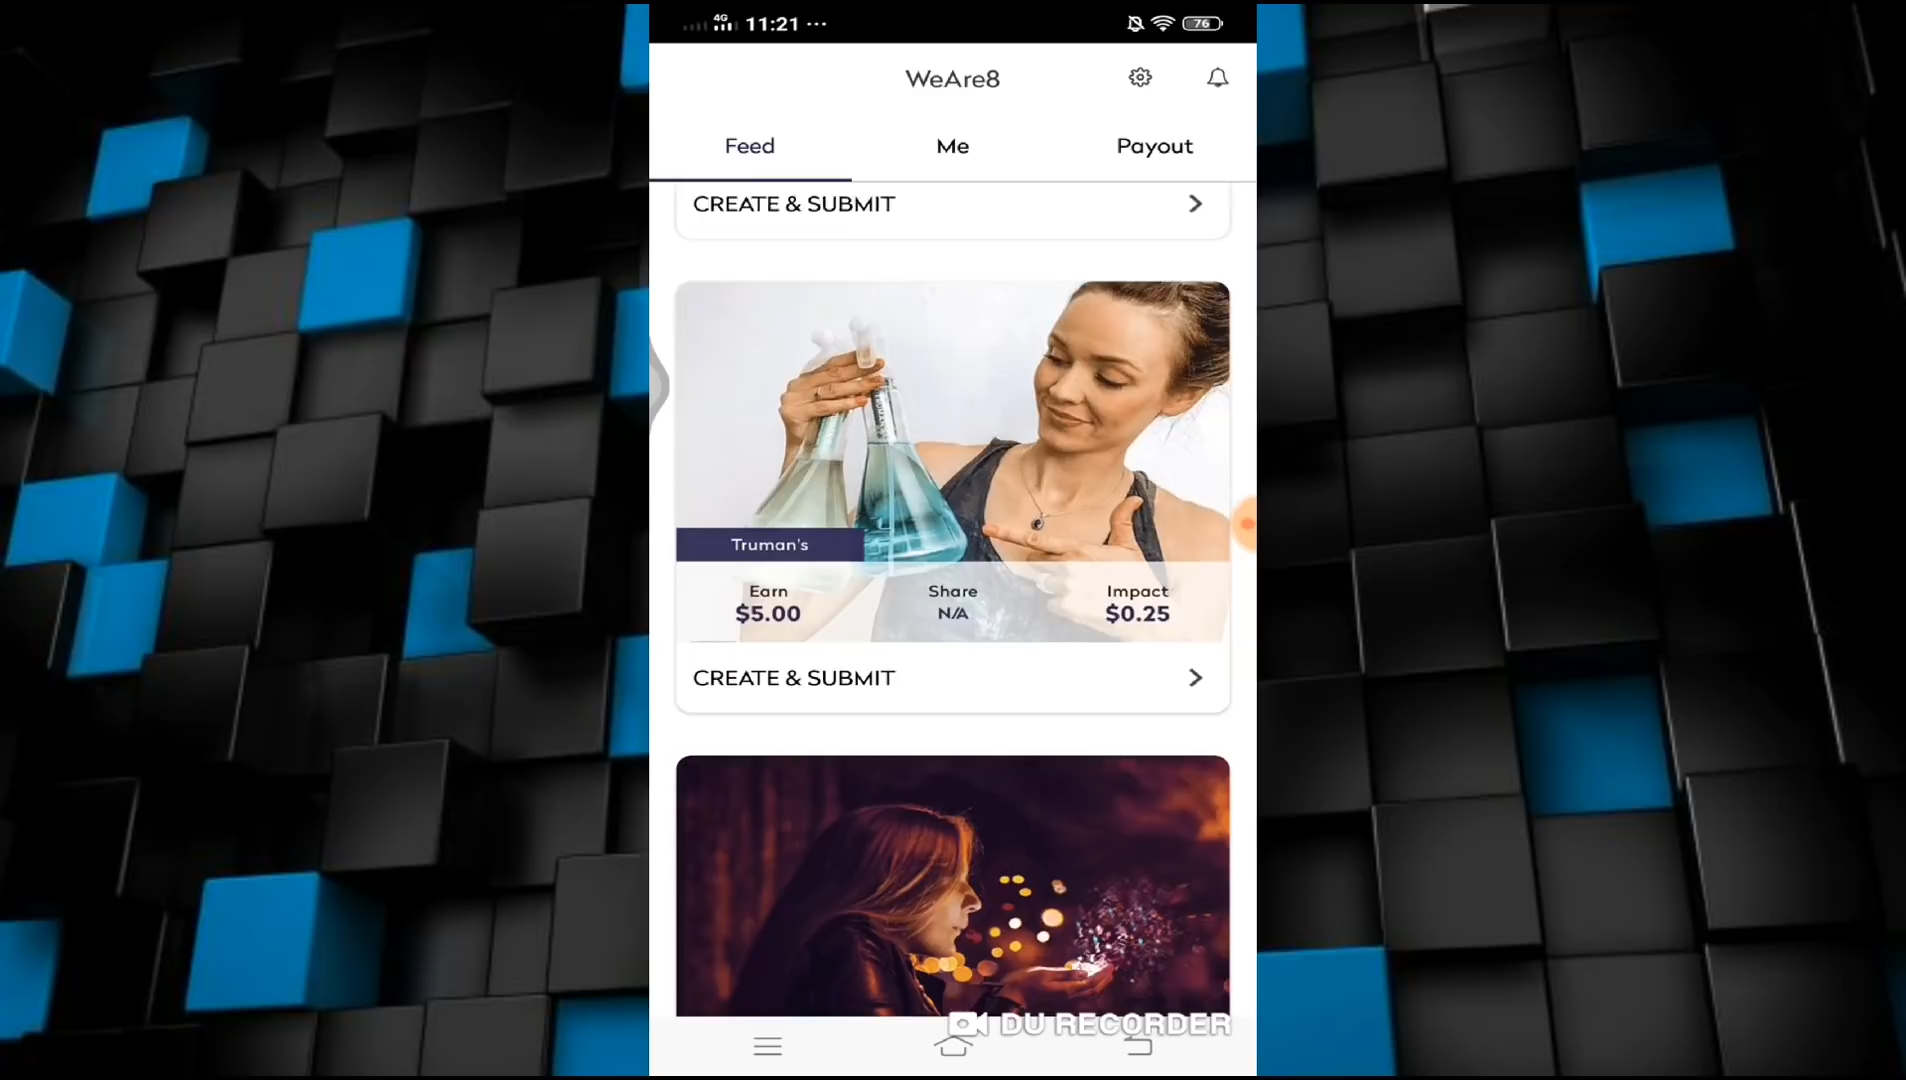 4G 11:21 ...
76
WeAre8
Feed
Me
Payout
CREATE & SUBMIT
Truman's
Earn
Share
Impact
$5.00
N/A
$0.25
CREATE & SUBMIT
DU RECORDER